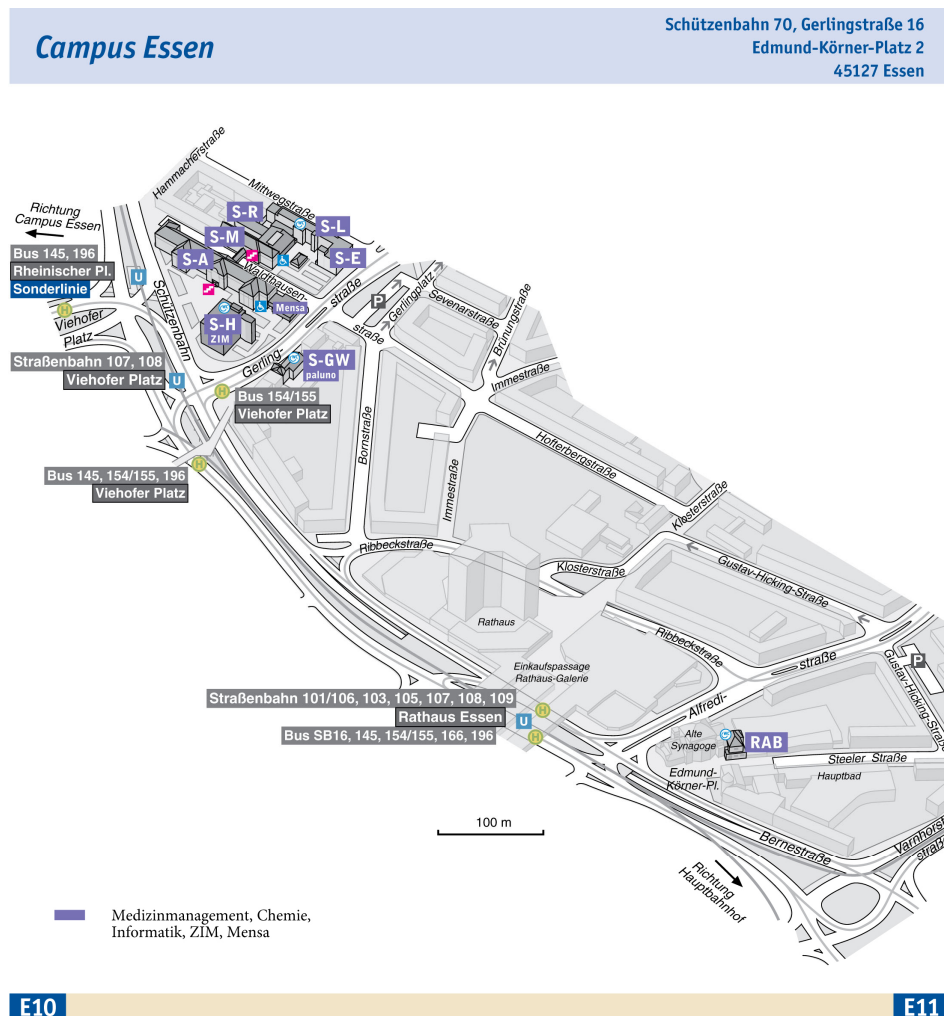 Campus Essen
Schützenbahn 70, Gerlingstraße 16
Edmund-Körner-Platz 2
45127 Essen
Hammacherstraße
Mittwegstraße
Richtung
Campus Essen
S-R
S-L
S-M
S-E
S-A
Waldthausen-
straße
Bus 145, 196
Rheinischer Pl.
Sonderlinie
U
H
Viehofer
Platz
Schützenbahn
Mensa
S-H
ZIM
P
Gerlingplatz
Sevenarstraße
Brünungstraße
Gerling-
straße
S-GW
paluno
Immestraße
Straßenbahn 107, 108
Viehofer Platz
U
H
Bus 154/155
Viehofer Platz
Bornstraße
Hofterbergstraße
Immestraße
H
Bus 145, 154/155, 196
Viehofer Platz
Klosterstraße
Ribbeckstraße
Klosterstraße
Gustav-Hicking-Straße
Rathaus
Ribbeckstraße
Einkaufspassage
Rathaus-Galerie
straße
Alfredi-
P
Gustav-Hicking-Straße
Straßenbahn 101/106, 103, 105, 107, 108, 109
Rathaus Essen
Bus SB16, 145, 154/155, 166, 196
U
H
H
Alte
Synagoge
RAB
Steeler Straße
Edmund-
Körner-Pl.
Hauptbad
100 m
Bernestraße
Varnhorst-
straße
Richtung
Hauptbahnhof
Medizinmanagement, Chemie,
Informatik, ZIM, Mensa
E10
E11